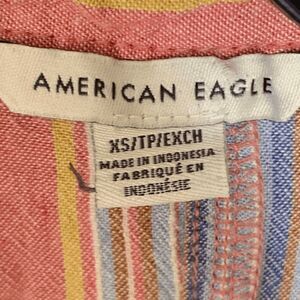 AMERICAN EAGLE
XS/TP/EXCH
MADE IN INDONESIA
FABRIQUÉ EN
INDONÉSIE